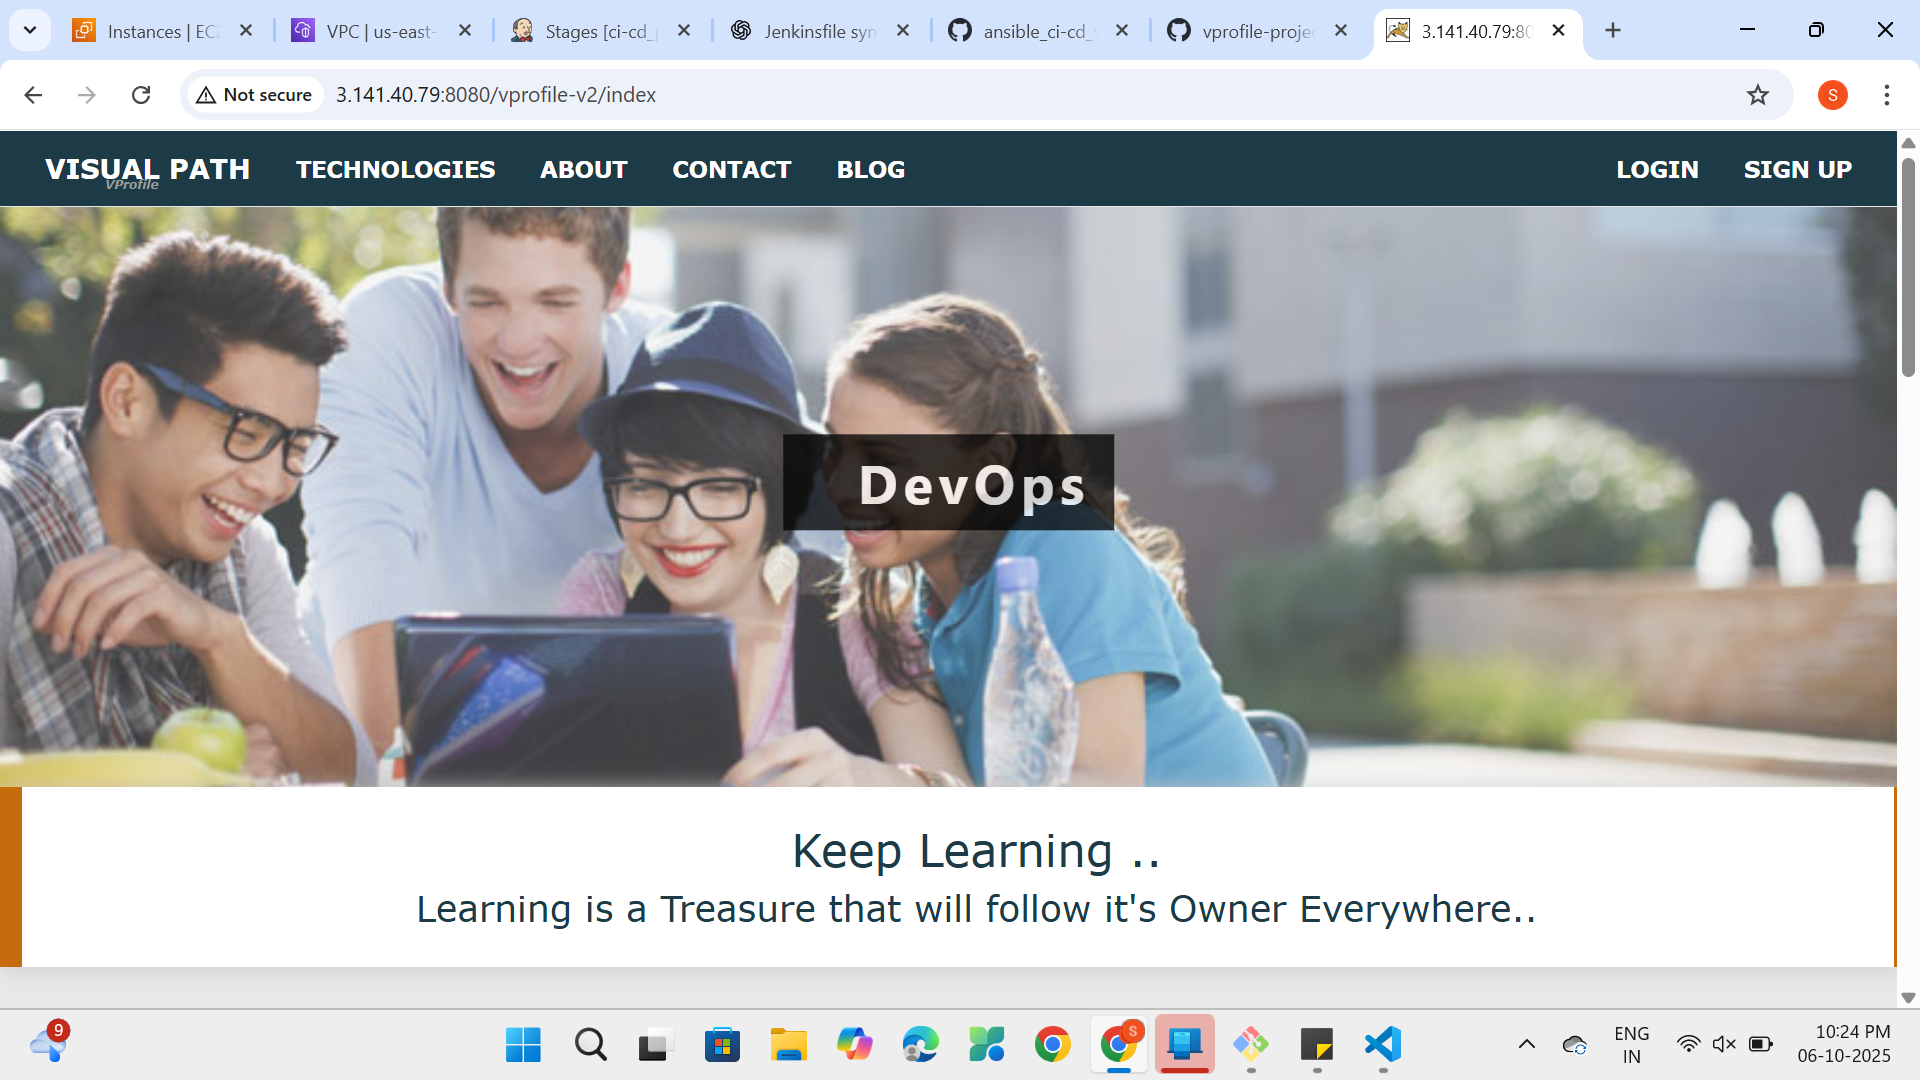 Instances | EC
VPC | us-east-
Stages [ci-cd_
Jenkinsfile syn
ansible_ci-cd_
vprofile-projec
3.141.40.79:80
Not secure
3.141.40.79:8080/vprofile-v2/index
S
VISUAL PATH
VProfile
TECHNOLOGIES
ABOUT
CONTACT
BLOG
LOGIN
SIGN UP
DevOps
Keep Learning ..
Learning is a Treasure that will follow it's Owner Everywhere..
9
S
ENG
IN
10:24 PM
06-10-2025